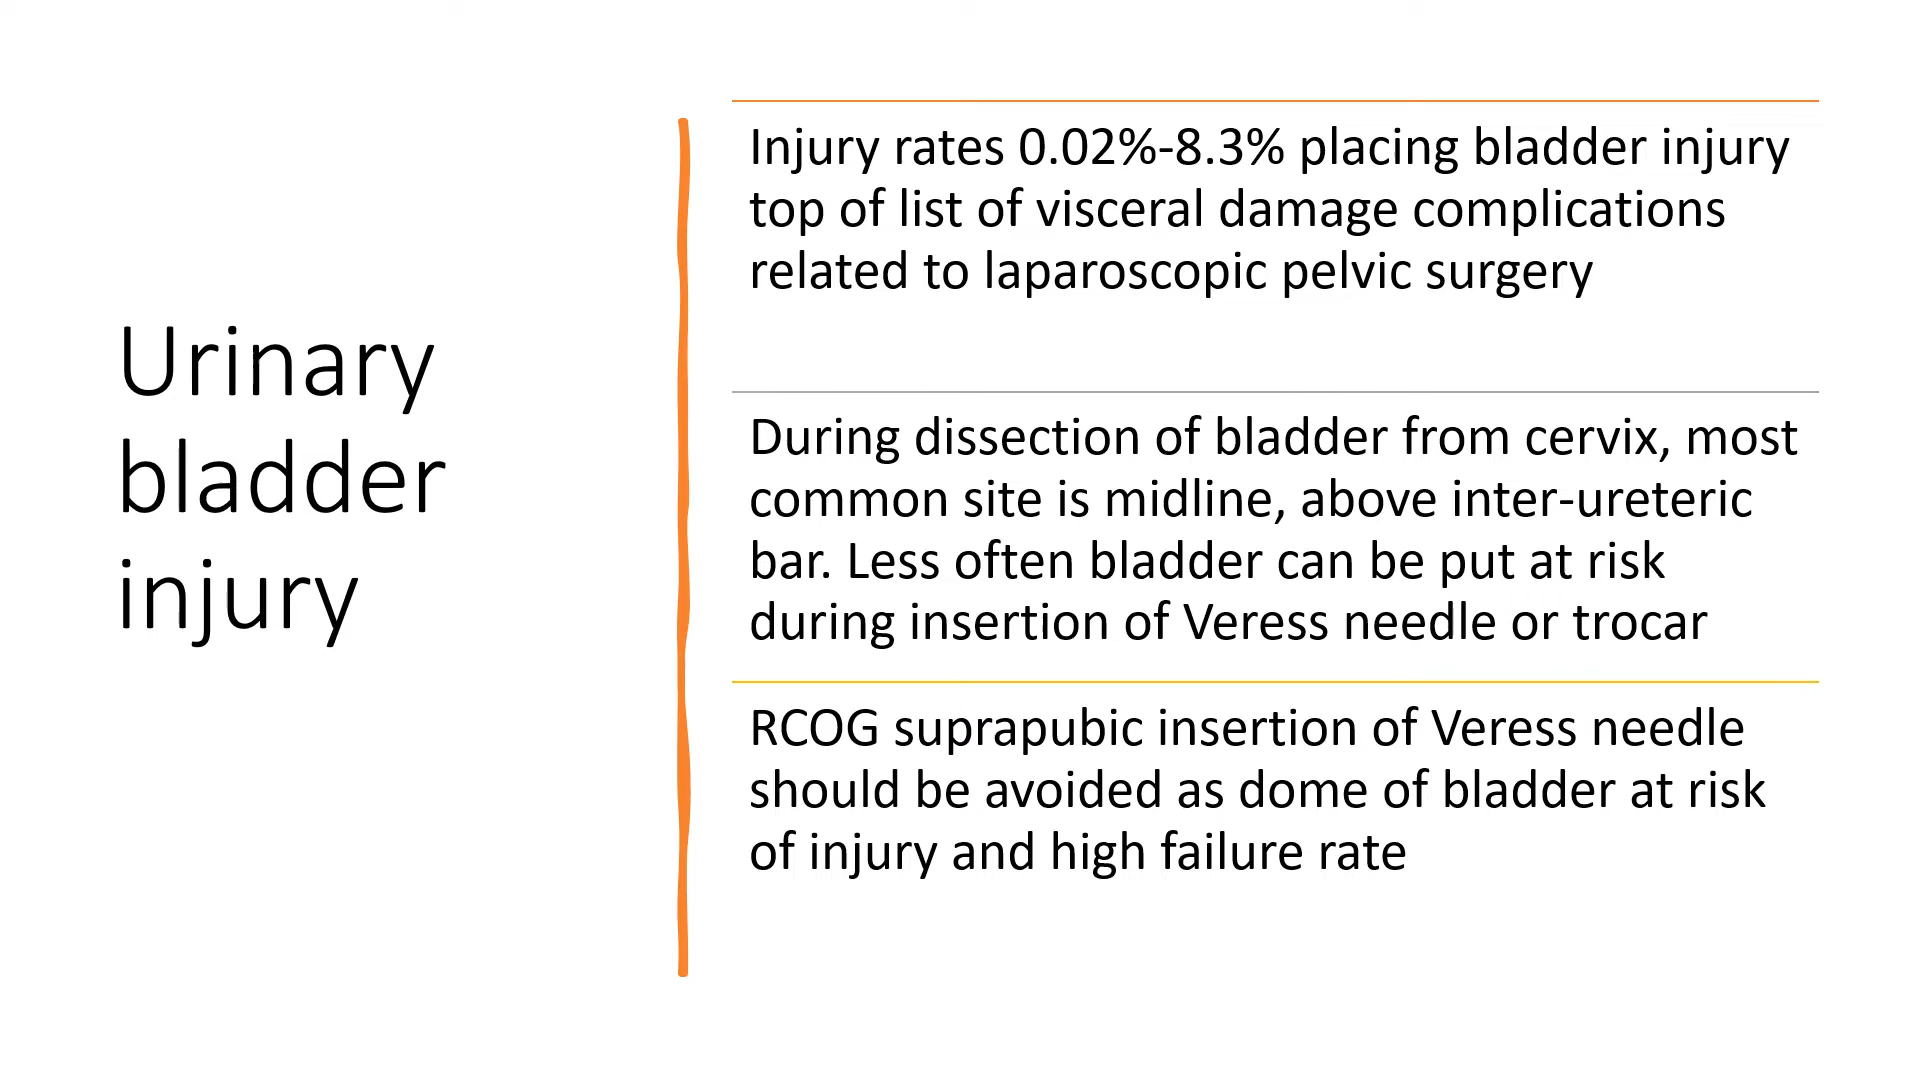 Urinary
bladder
injury
Injury rates 0.02%-8.3% placing bladder injury
top of list of visceral damage complications
related to laparoscopic pelvic surgery
During dissection of bladder from cervix, most
common site is midline, above inter-ureteric
bar. Less often bladder can be put at risk
during insertion of Veress needle or trocar
RCOG suprapubic insertion of Veress needle
should be avoided as dome of bladder at risk
of injury and high failure rate